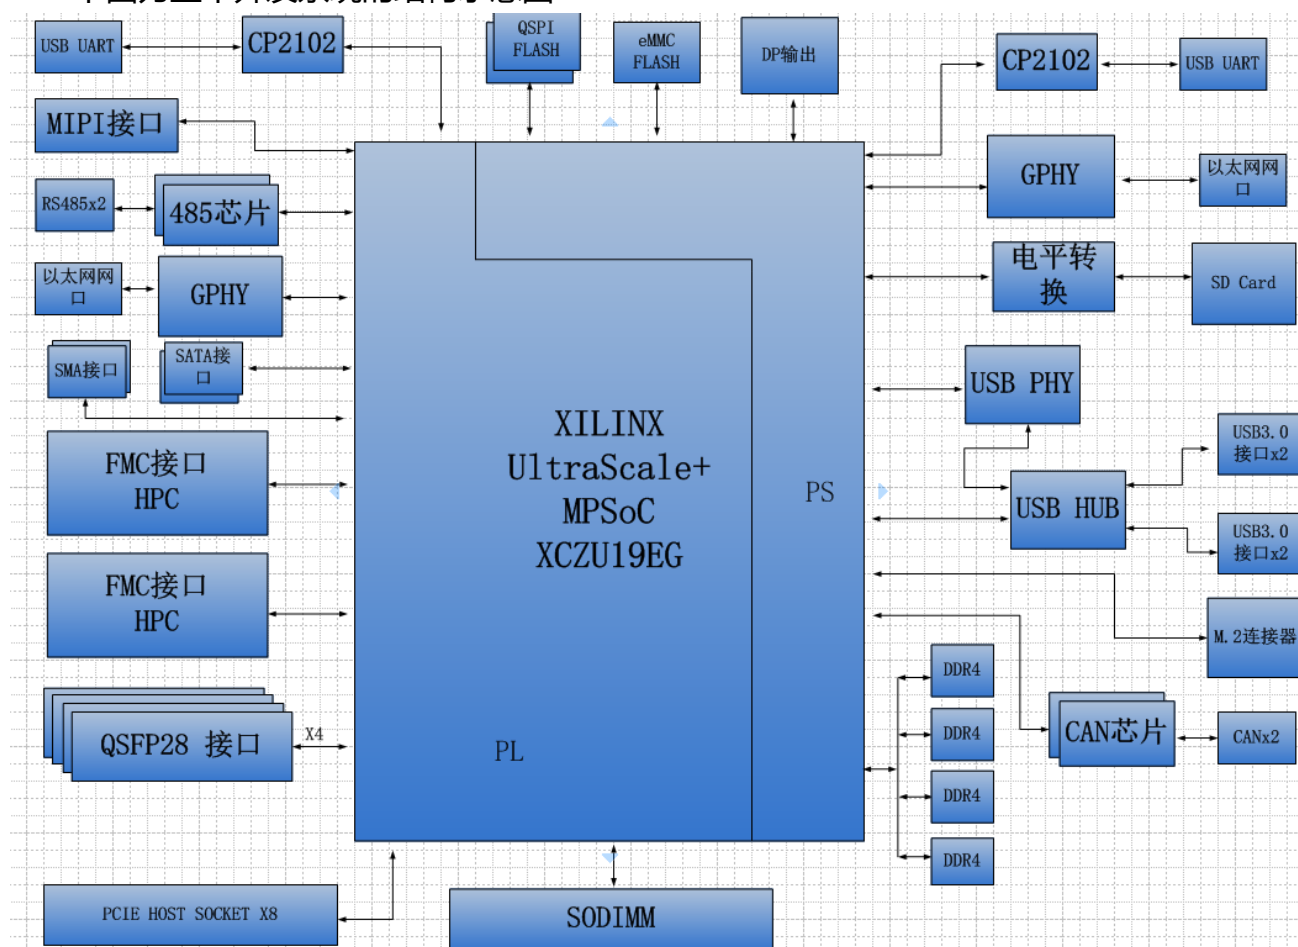 USB UART
CP2102
QSPI
FLASH
eMMC
FLASH
DP输出
CP2102
USB UART
MIPI接口
GPHY
以太网网
口
RS485x2
485芯片
以太网网
口
GPHY
电平转
换
SD Card
SMA接口
SATA接
口
USB PHY
FMC接口
HPC
XILINX
UltraScale+
MPSoC
XCZU19EG
PS
USB3.0
接口x2
USB HUB
USB3.0
接口x2
FMC接口
HPC
M.2连接器
DDR4
DDR4
DDR4
DDR4
CAN芯片
CANx2
QSFP28 接口
X4
PL
PCIE HOST SOCKET X8
SODIMM